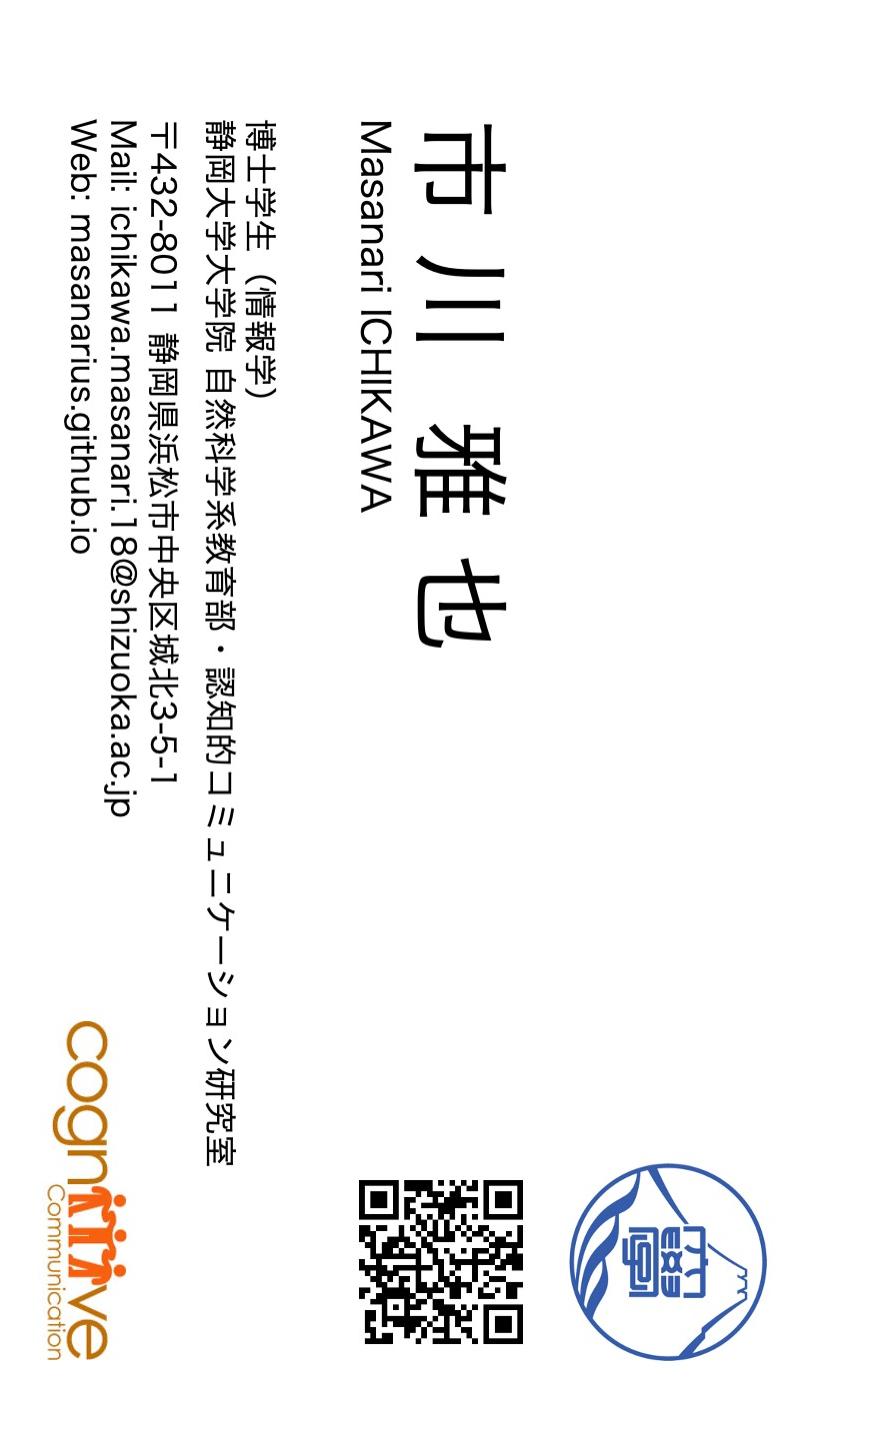 市川 雅也
Masanari ICHIKAWA
博士学生（情報学）
静岡大学大学院 自然科学系教育部・認知的コミュニケーション研究室
〒432-8011 静岡県浜松市中央区城北3-5-1
Mail: ichikawa.masanari.18@shizuoka.ac.jp
Web: masanarius.github.io
大學
cognitive
Communication